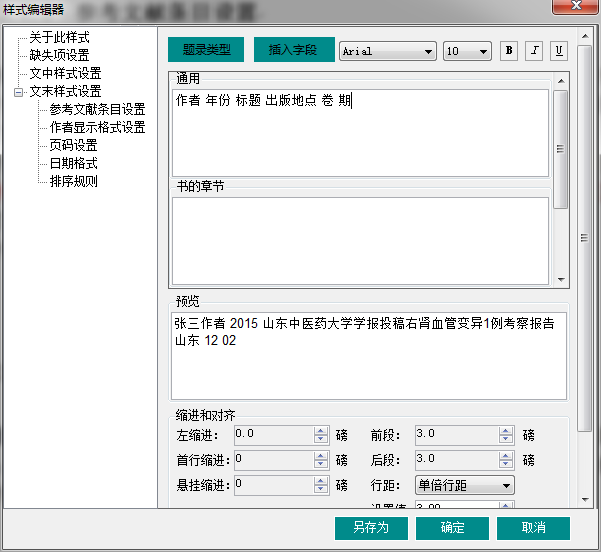 样式编辑器
参考文献条目设置
关于此样式
缺失项设置
文中样式设置
文末样式设置
参考文献条目设置
作者显示格式设置
页码设置
日期格式
排序规则
题录类型 插入字段 Arial 10 B I U
通用
作者 年份 标题 出版地点 卷 期
书的章节
预览
张三作者 2015 山东中医药大学学报投稿右肾血管变异1例考察报告
山东 12 02
缩进和对齐
左缩进: 0.0 磅 前段: 3.0 磅
首行缩进: 0 磅 后段: 3.0 磅
悬挂缩进: 0 磅 行距: 单倍行距
设置值 3.00
另存为 确定 取消